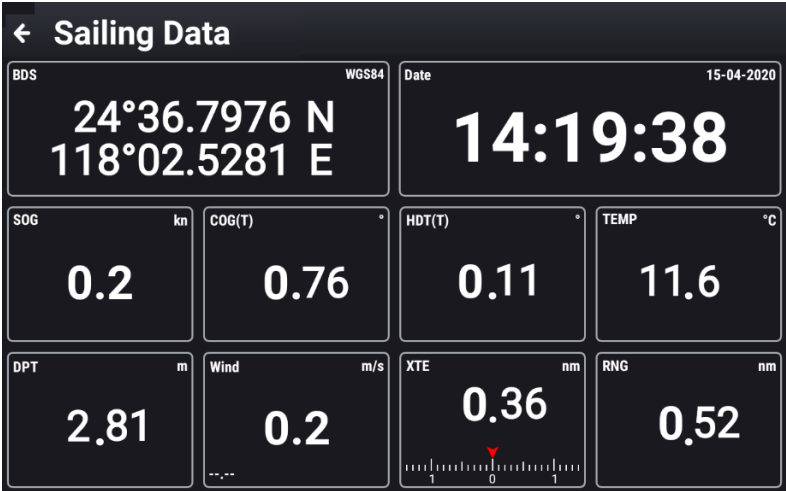 Sailing Data
BDS WGS84
24°36.7976 N
118°02.5281 E
Date 15-04-2020
14:19:38
SOG kn
0.2
COG(T) °
0.76
HDT(T) °
0.11
TEMP °C
11.6
DPT m
2.81
Wind m/s
0.2
--.--
XTE nm
0.36
1 0 1
RNG nm
0.52